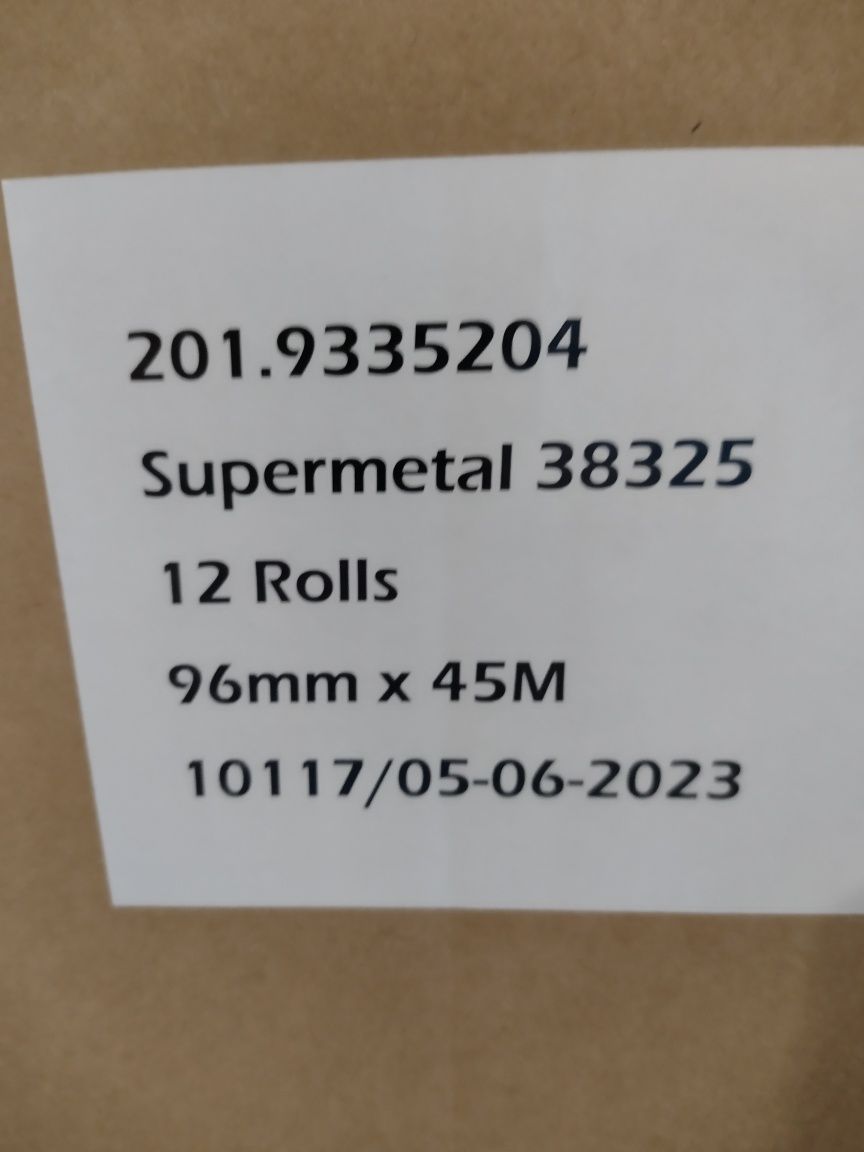 201.9335204
Supermetal 38325
12 Rolls
96mm x 45M
10117/05-06-2023